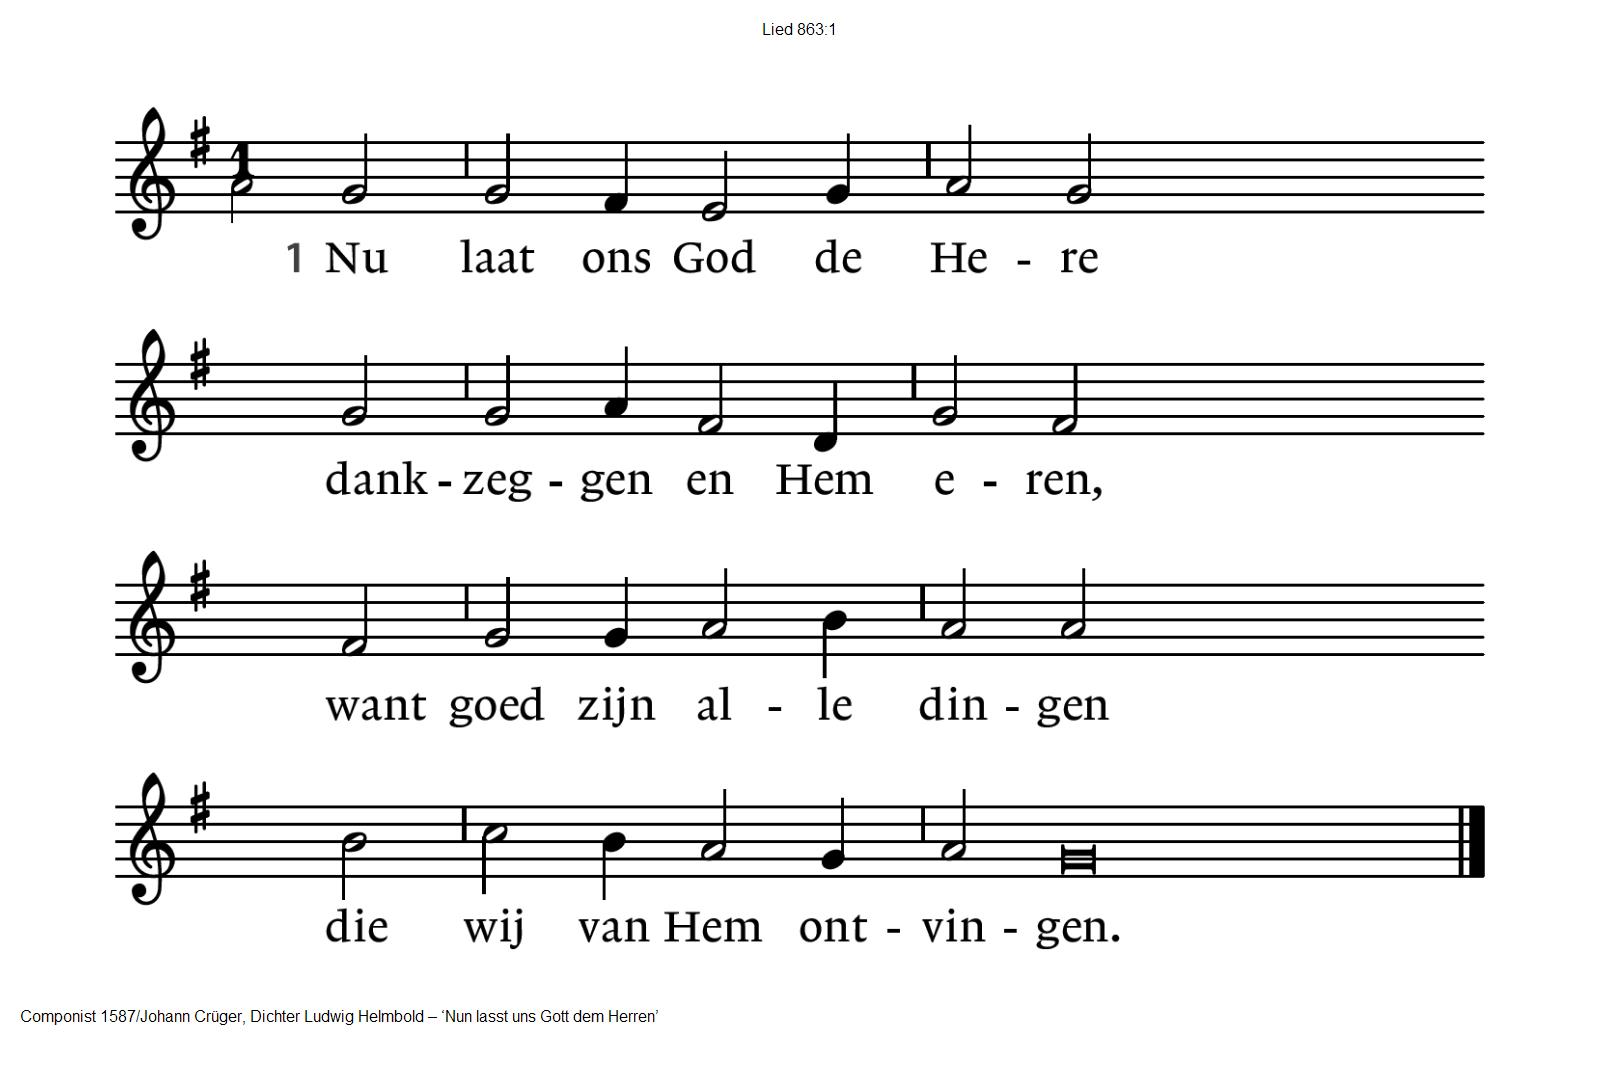 Lied 863:1
1 Nu laat ons God de He - re
dank - zeg - gen en Hem e - ren,
want goed zijn al - le din - gen
die wij van Hem ont - vin - gen.
Componist 1587/Johann Crüger, Dichter Ludwig Helmbold – ‘Nun lasst uns Gott dem Herren’